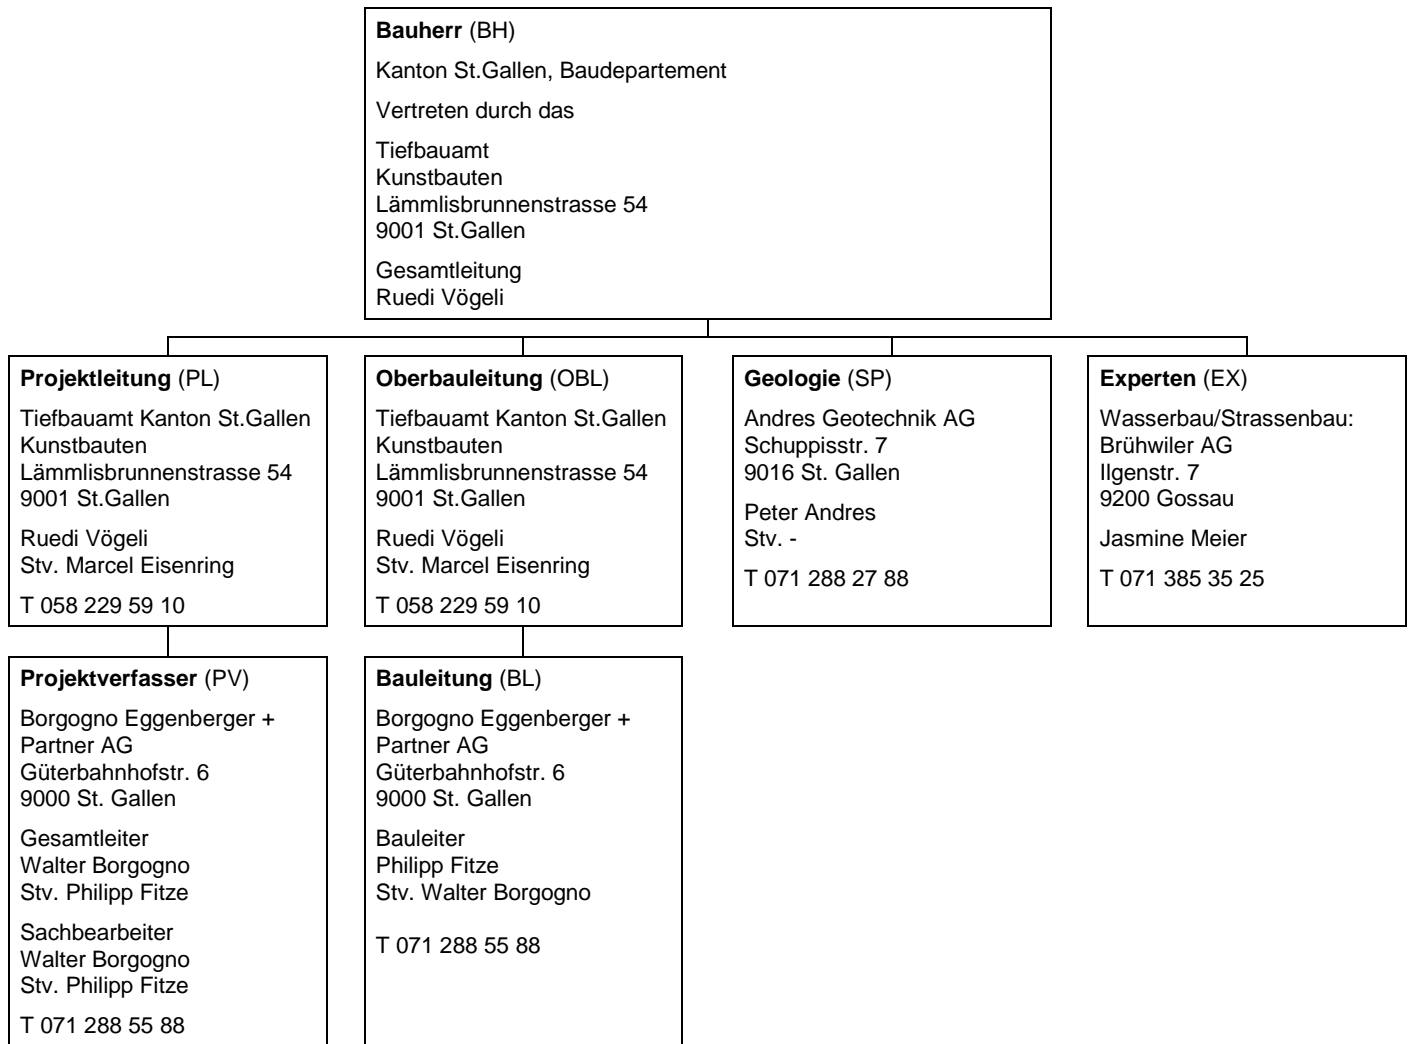 Bauherr (BH)
Kanton St.Gallen, Baudepartement
Vertreten durch das
Tiefbauamt
Kunstbauten
Lämmlisbrunnenstrasse 54
9001 St.Gallen
Gesamtleitung
Ruedi Vögeli
Projektleitung (PL)
Tiefbauamt Kanton St.Gallen
Kunstbauten
Lämmlisbrunnenstrasse 54
9001 St.Gallen
Ruedi Vögeli
Stv. Marcel Eisenring
T 058 229 59 10
Oberbauleitung (OBL)
Tiefbauamt Kanton St.Gallen
Kunstbauten
Lämmlisbrunnenstrasse 54
9001 St.Gallen
Ruedi Vögeli
Stv. Marcel Eisenring
T 058 229 59 10
Geologie (SP)
Andres Geotechnik AG
Schuppisstr. 7
9016 St. Gallen
Peter Andres
Stv. -
T 071 288 27 88
Experten (EX)
Wasserbau/Strassenbau:
Brühwiler AG
Ilgenstr. 7
9200 Gossau
Jasmine Meier
T 071 385 35 25
Projektverfasser (PV)
Borgogno Eggenberger +
Partner AG
Güterbahnhofstr. 6
9000 St. Gallen
Gesamtleiter
Walter Borgogno
Stv. Philipp Fitze
Sachbearbeiter
Walter Borgogno
Stv. Philipp Fitze
T 071 288 55 88
Bauleitung (BL)
Borgogno Eggenberger +
Partner AG
Güterbahnhofstr. 6
9000 St. Gallen
Bauleiter
Philipp Fitze
Stv. Walter Borgogno
T 071 288 55 88